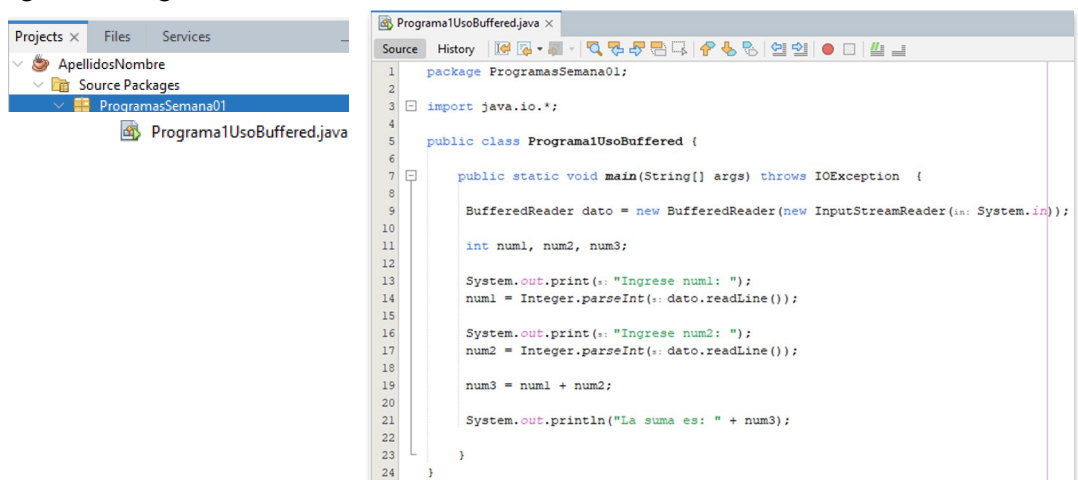 Projects × Files Services
ApellidosNombre
Source Packages
ProgramasSemana01
Programa1UsoBuffered.java
Programa1UsoBuffered.java ×
Source History
1 package ProgramasSemana01;
2
3 import java.io.*;
4
5 public class Programa1UsoBuffered {
6
7 public static void main(String[] args) throws IOException {
8
9 BufferedReader dato = new BufferedReader(new InputStreamReader(in: System.in));
10
11 int num1, num2, num3;
12
13 System.out.print(s: "Ingrese num1: ");
14 num1 = Integer.parseInt(s: dato.readLine());
15
16 System.out.print(s: "Ingrese num2: ");
17 num2 = Integer.parseInt(s: dato.readLine());
18
19 num3 = num1 + num2;
20
21 System.out.println("La suma es: " + num3);
22
23 }
24 }